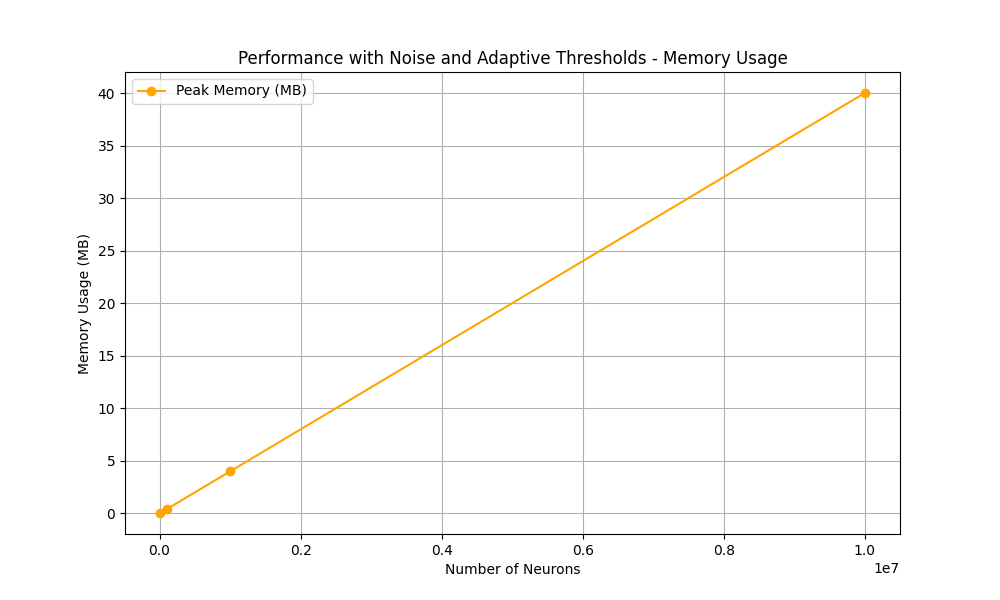 Performance with Noise and Adaptive Thresholds - Memory Usage
Peak Memory (MB)
40
35
30
25
20
15
10
5
0
Memory Usage (MB)
0.0 0.2 0.4 0.6 0.8 1.0
1e7
Number of Neurons